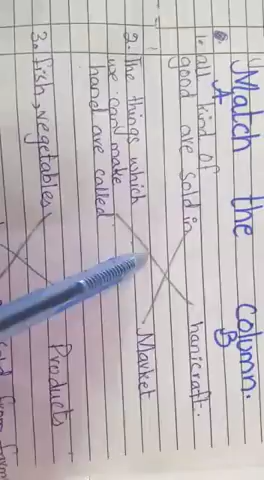 Match the column.
A
B
1. all kind of
good are sold in
hanicraft.
2. The things which
we can make
hand are called
Market
3. fish, vegetables
Products